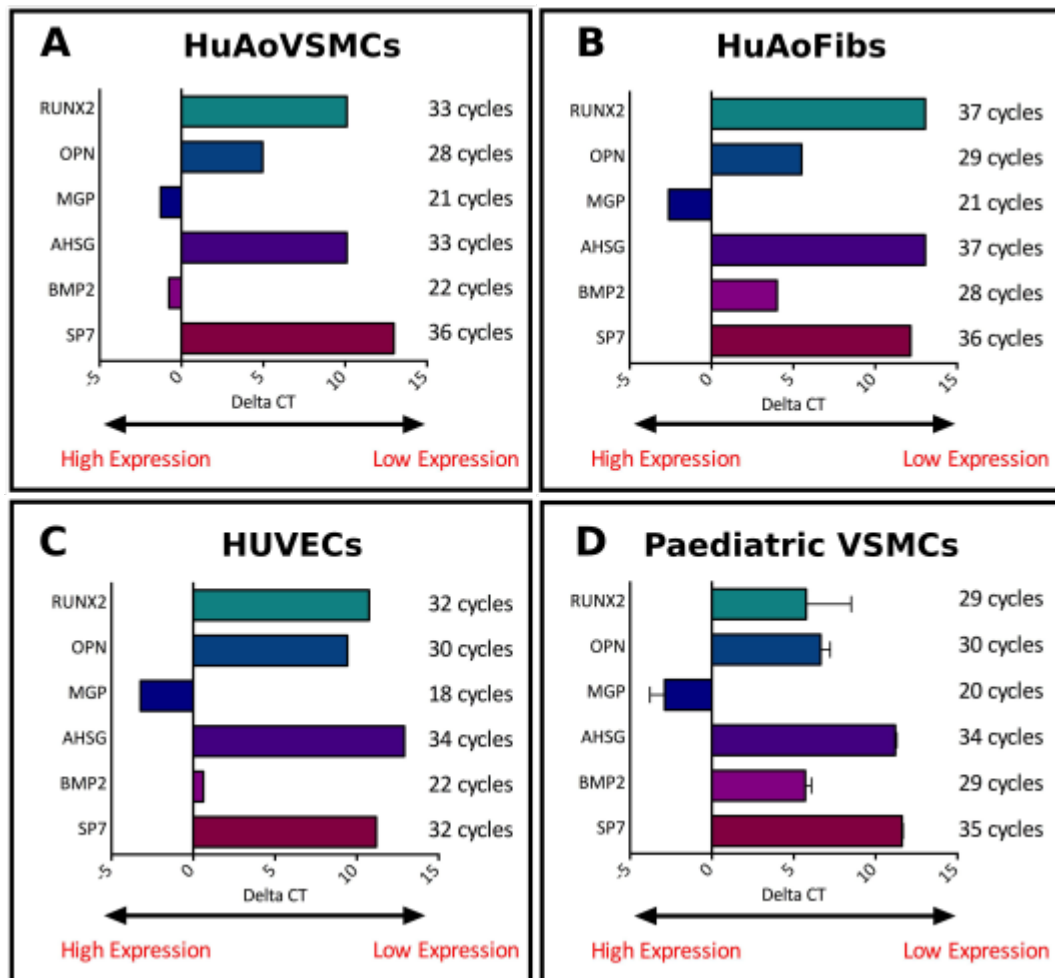 A HuAoVSMCs
RUNX2 33 cycles
OPN 28 cycles
MGP 21 cycles
AHSG 33 cycles
BMP2 22 cycles
SP7 36 cycles
-5 0 5 10 15
Delta CT
High Expression Low Expression
B HuAoFibs
RUNX2 37 cycles
OPN 29 cycles
MGP 21 cycles
AHSG 37 cycles
BMP2 28 cycles
SP7 36 cycles
-5 0 5 10 15
Delta CT
High Expression Low Expression
C HUVECs
RUNX2 32 cycles
OPN 30 cycles
MGP 18 cycles
AHSG 34 cycles
BMP2 22 cycles
SP7 32 cycles
-5 0 5 10 15
Delta CT
High Expression Low Expression
D Paediatric VSMCs
RUNX2 29 cycles
OPN 30 cycles
MGP 20 cycles
AHSG 34 cycles
BMP2 29 cycles
SP7 35 cycles
-5 0 5 10 15
Delta CT
High Expression Low Expression